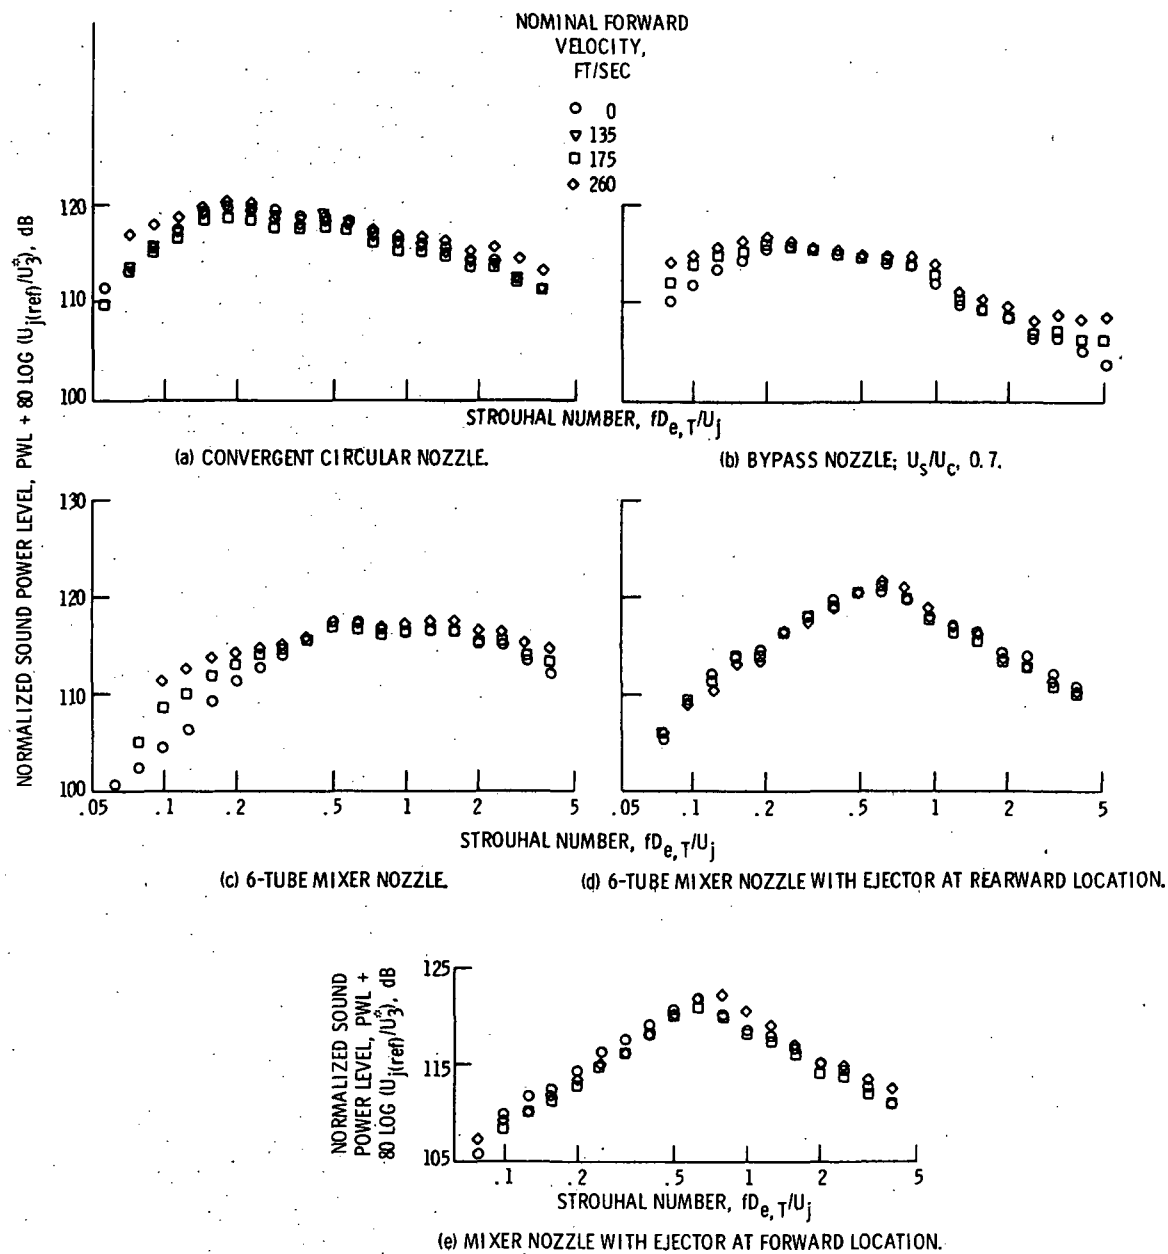 NOMINAL FORWARD
VELOCITY,
FT/SEC
○ 0
▽ 135
□ 175
◇ 260
NORMALIZED SOUND POWER LEVEL, PWL + 80 LOG (Uj(ref)/U*3), dB
120
110
100
STROUHAL NUMBER, fDe,T/Uj
(a) CONVERGENT CIRCULAR NOZZLE.
(b) BYPASS NOZZLE; Us/Uc, 0.7.
130
120
110
100
.05 .1 .2 .5 1 2 5
.05 .1 .2 .5 1 2 5
STROUHAL NUMBER, fDe,T/Uj
(c) 6-TUBE MIXER NOZZLE.
(d) 6-TUBE MIXER NOZZLE WITH EJECTOR AT REARWARD LOCATION.
NORMALIZED SOUND
POWER LEVEL, PWL +
80 LOG (Uj(ref)/U*3), dB
125
115
105
.1 .2 .5 1 2 5
STROUHAL NUMBER, fDe,T/Uj
(e) MIXER NOZZLE WITH EJECTOR AT FORWARD LOCATION.